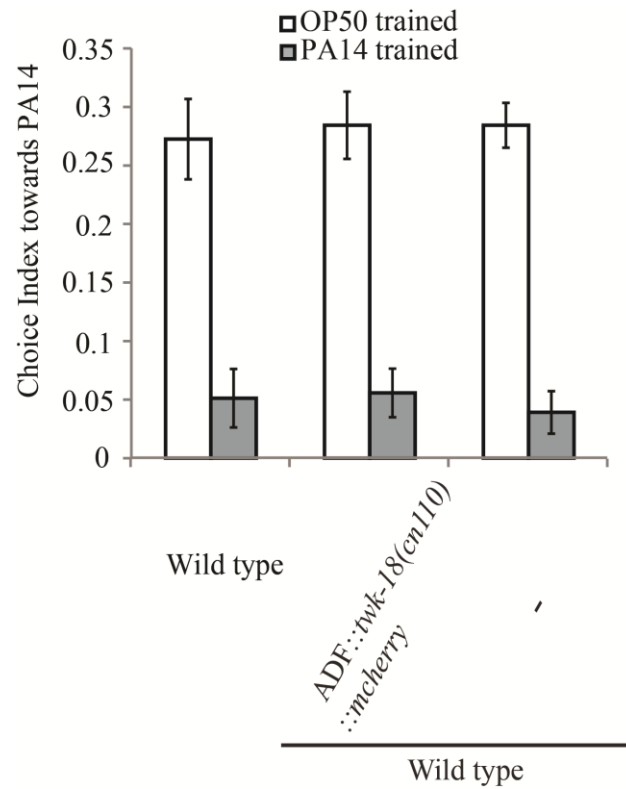 OP50 trained
PA14 trained
Choice Index towards PA14
0.35
0.3
0.25
0.2
0.15
0.1
0.05
0
Wild type
ADF::twk-18(cn110)
::mcherry
-
Wild type